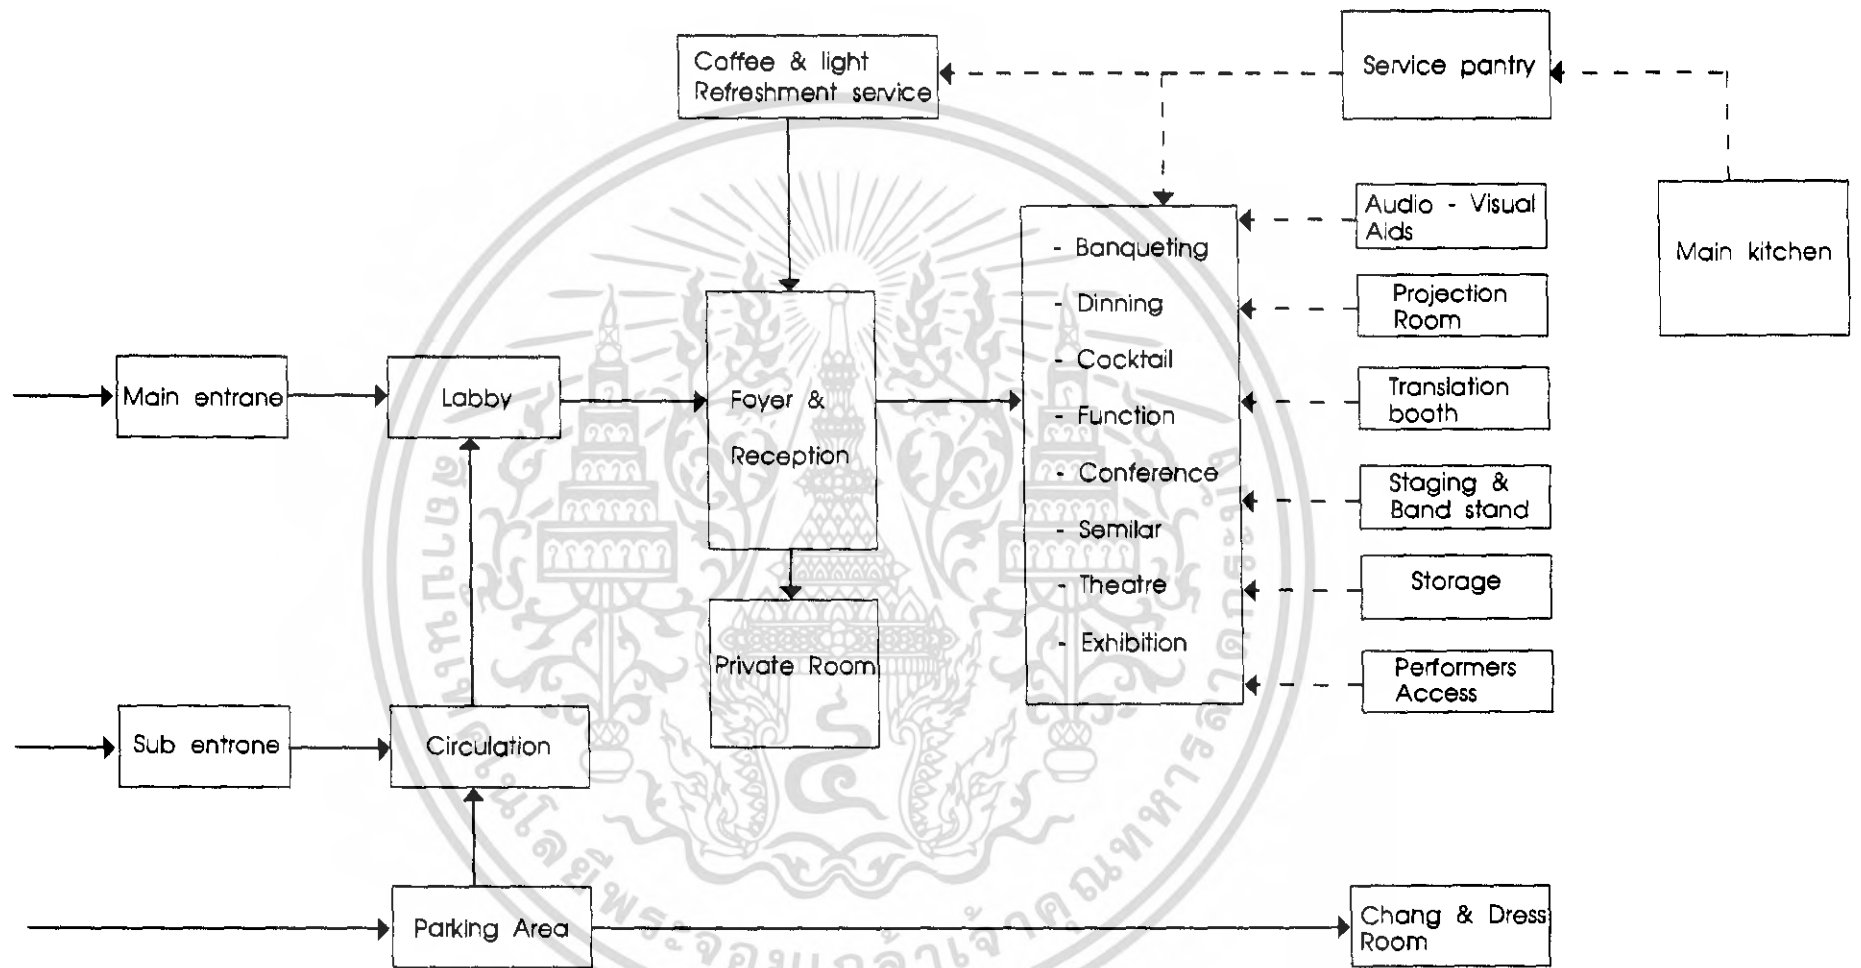 Coffee & light
Refreshment service
Service pantry
Main kitchen
Audio - Visual
Aids
Projection
Room
Translation
booth
Staging &
Band stand
Storage
Performers
Access
- Banqueting
- Dinning
- Cocktail
- Function
- Conference
- Semilar
- Theatre
- Exhibition
Main entrane
Labby
Foyer &
Reception
Private Room
Sub entrane
Circulation
Parking Area
Chang & Dress
Room